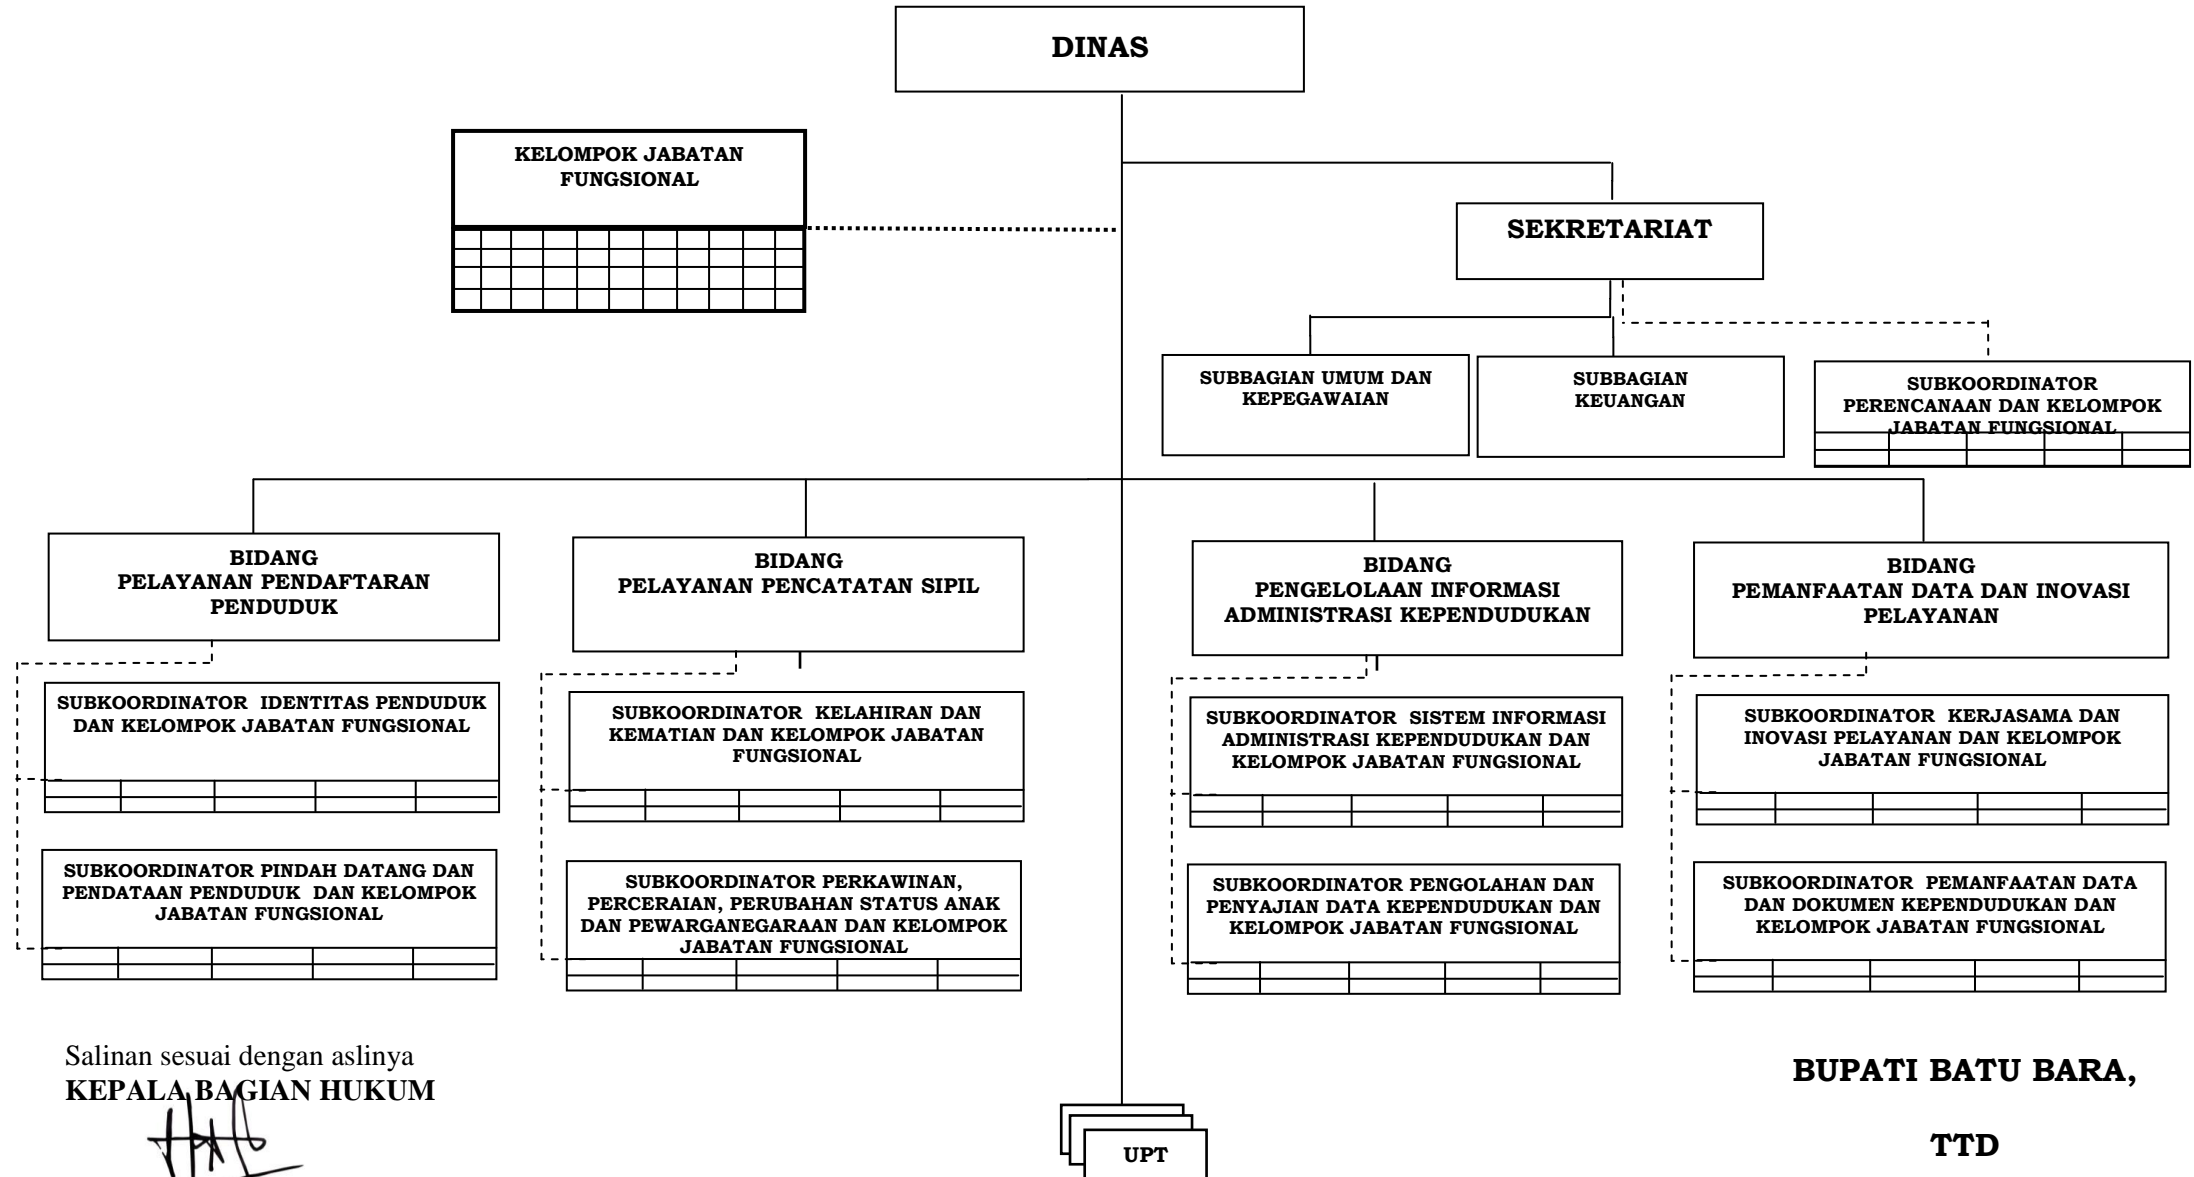 DINAS
KELOMPOK JABATAN
FUNGSIONAL
SEKRETARIAT
SUBBAGIAN UMUM DAN
KEPEGAWAIAN
SUBBAGIAN
KEUANGAN
SUBKOORDINATOR
PERENCANAAN DAN KELOMPOK
JABATAN FUNGSIONAL
BIDANG
PELAYANAN PENDAFTARAN
PENDUDUK
BIDANG
PELAYANAN PENCATATAN SIPIL
BIDANG
PENGELOLAAN INFORMASI
ADMINISTRASI KEPENDUDUKAN
BIDANG
PEMANFAATAN DATA DAN INOVASI
PELAYANAN
SUBKOORDINATOR IDENTITAS PENDUDUK
DAN KELOMPOK JABATAN FUNGSIONAL
SUBKOORDINATOR KELAHIRAN DAN
KEMATIAN DAN KELOMPOK JABATAN
FUNGSIONAL
SUBKOORDINATOR SISTEM INFORMASI
ADMINISTRASI KEPENDUDUKAN DAN
KELOMPOK JABATAN FUNGSIONAL
SUBKOORDINATOR KERJASAMA DAN
INOVASI PELAYANAN DAN KELOMPOK
JABATAN FUNGSIONAL
SUBKOORDINATOR PINDAH DATANG DAN
PENDATAAN PENDUDUK DAN KELOMPOK
JABATAN FUNGSIONAL
SUBKOORDINATOR PERKAWINAN,
PERCERAIAN, PERUBAHAN STATUS ANAK
DAN PEWARGANEGARAAN DAN KELOMPOK
JABATAN FUNGSIONAL
SUBKOORDINATOR PENGOLAHAN DAN
PENYAJIAN DATA KEPENDUDUKAN DAN
KELOMPOK JABATAN FUNGSIONAL
SUBKOORDINATOR PEMANFAATAN DATA
DAN DOKUMEN KEPENDUDUKAN DAN
KELOMPOK JABATAN FUNGSIONAL
Salinan sesuai dengan aslinya
KEPALA BAGIAN HUKUM
UPT
BUPATI BATU BARA,
TTD